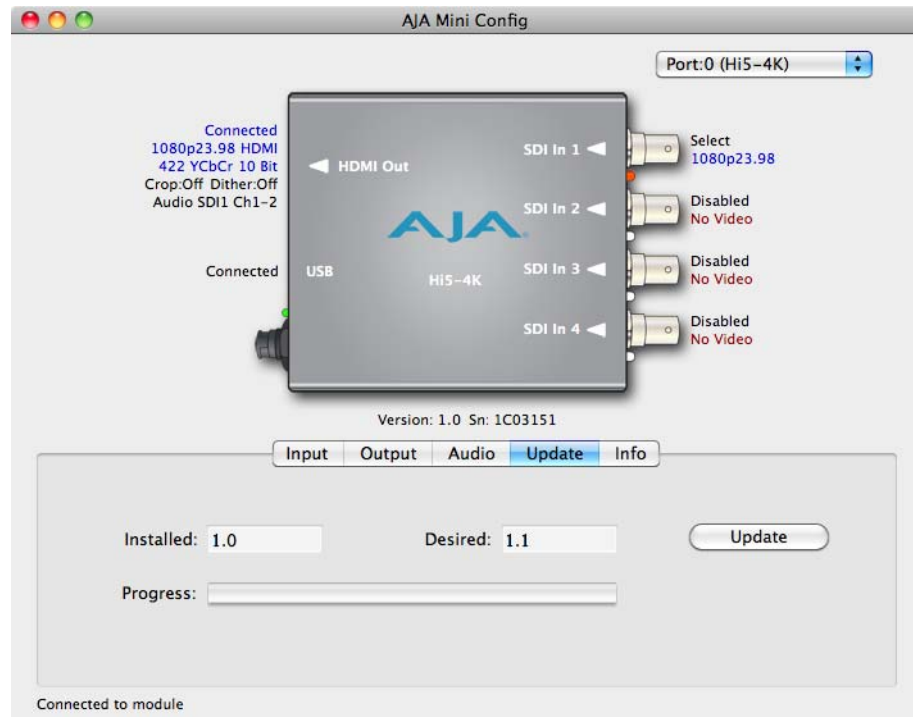 AJA Mini Config
Port:0 (Hi5-4K)
Connected
1080p23.98 HDMI
422 YCbCr 10 Bit
Crop:Off Dither:Off
Audio SDI1 Ch1-2
Connected
HDMI Out
USB
AJA
Hi5-4K
SDI In 1
SDI In 2
SDI In 3
SDI In 4
Select
1080p23.98
Disabled
No Video
Disabled
No Video
Disabled
No Video
Version: 1.0 Sn: 1C03151
Input Output Audio Update Info
Installed: 1.0 Desired: 1.1 Update
Progress:
Connected to module